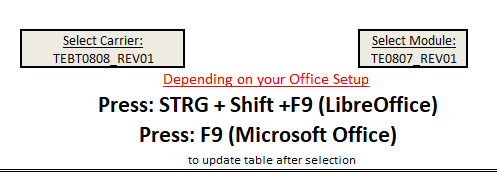 Select Carrier:
TEBT0808_REV01
Select Module:
TE0807_REV01
Depending on your Office Setup
Press: STRG + Shift +F9 (LibreOffice)
Press: F9 (Microsoft Office)
to update table after selection